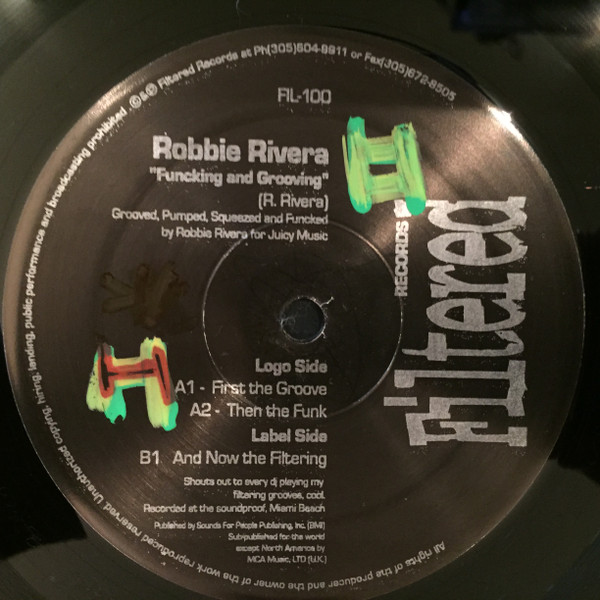 ©&℗ Filtered Records at Ph(305)604-9911 or Fax(305)672-8505
FIL-100
Robbie Rivera
"Funcking and Grooving"
(R. Rivera)
Grooved, Pumped, Squeezed and Funcked
by Robbie Rivera for Juicy Music
Filtered
RECORDS
II
I
Logo Side
A1 - First the Groove
A2 - Then the Funk
Label Side
B1 And Now the Filtering
Shouts out to every dj playing my
filtering grooves, cool.
Recorded at the soundproof, Miami Beach
Published by Sounds For People Publishing, Inc. (BMI)
Sub-published for the world
except North America by
MCA Music, LTD (U.K.)
All rights of the producer and the owner of the work reproduced reserved. Unauthorized copying, hiring, lending, public performance and broadcasting prohibited.